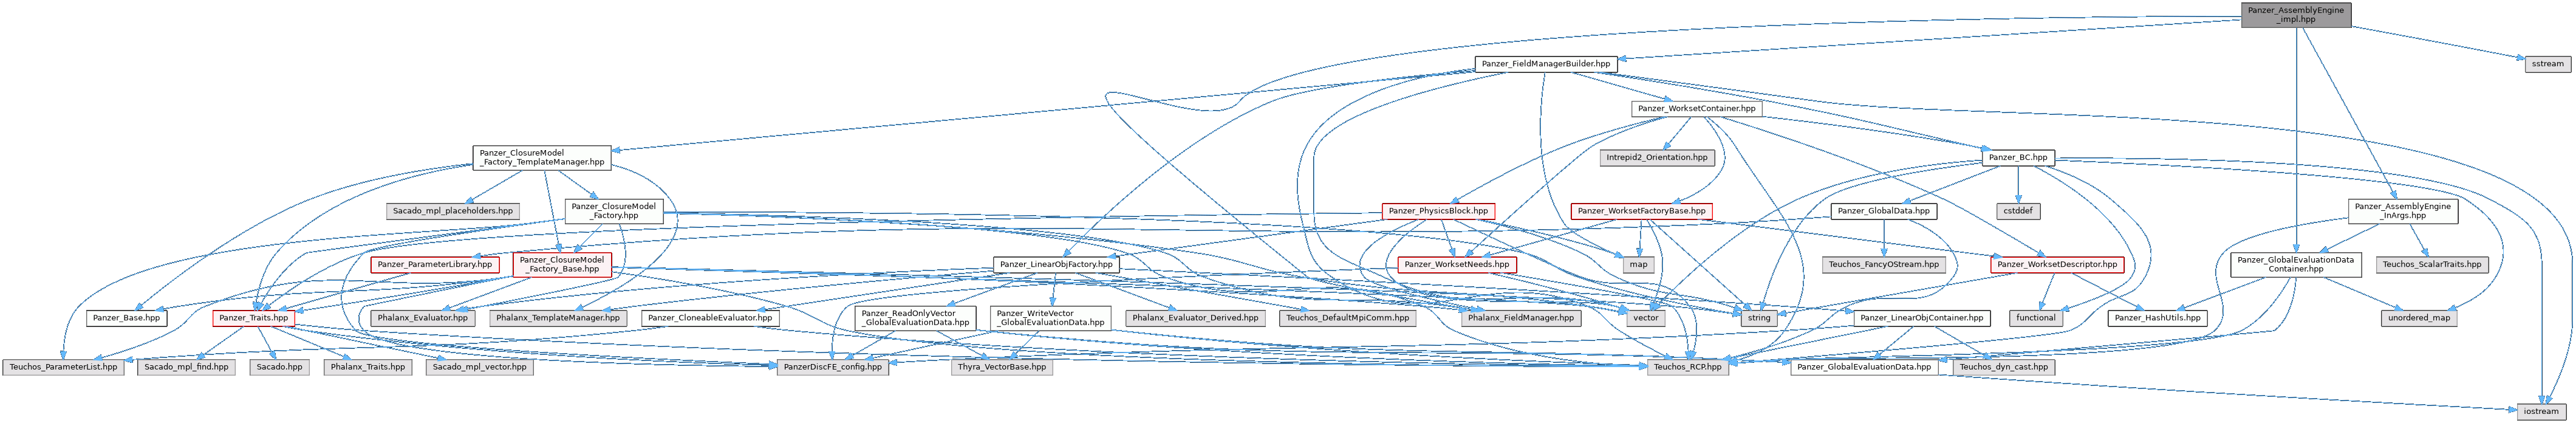 Panzer_AssemblyEngine
_impl.hpp
Panzer_FieldManagerBuilder.hpp
sstream
Panzer_WorksetContainer.hpp
Panzer_ClosureModel
_Factory_TemplateManager.hpp
Intrepid2_Orientation.hpp
Panzer_BC.hpp
Sacado_mpl_placeholders.hpp
Panzer_ClosureModel
_Factory.hpp
Panzer_PhysicsBlock.hpp
Panzer_WorksetFactoryBase.hpp
Panzer_GlobalData.hpp
cstddef
Panzer_AssemblyEngine
_InArgs.hpp
Panzer_ParameterLibrary.hpp
Panzer_ClosureModel
_Factory_Base.hpp
Panzer_LinearObjFactory.hpp
Panzer_WorksetNeeds.hpp
map
Teuchos_FancyOStream.hpp
Panzer_WorksetDescriptor.hpp
Panzer_GlobalEvaluationData
Container.hpp
Teuchos_ScalarTraits.hpp
Panzer_Base.hpp
Panzer_Traits.hpp
Phalanx_Evaluator.hpp
Phalanx_TemplateManager.hpp
Panzer_CloneableEvaluator.hpp
Panzer_ReadOnlyVector
_GlobalEvaluationData.hpp
Panzer_WriteVector
_GlobalEvaluationData.hpp
Phalanx_Evaluator_Derived.hpp
Teuchos_DefaultMpiComm.hpp
Phalanx_FieldManager.hpp
vector
string
Panzer_LinearObjContainer.hpp
functional
Panzer_HashUtils.hpp
unordered_map
Teuchos_ParameterList.hpp
Sacado_mpl_find.hpp
Sacado.hpp
Phalanx_Traits.hpp
Sacado_mpl_vector.hpp
PanzerDiscFE_config.hpp
Thyra_VectorBase.hpp
Teuchos_RCP.hpp
Panzer_GlobalEvaluationData.hpp
Teuchos_dyn_cast.hpp
iostream